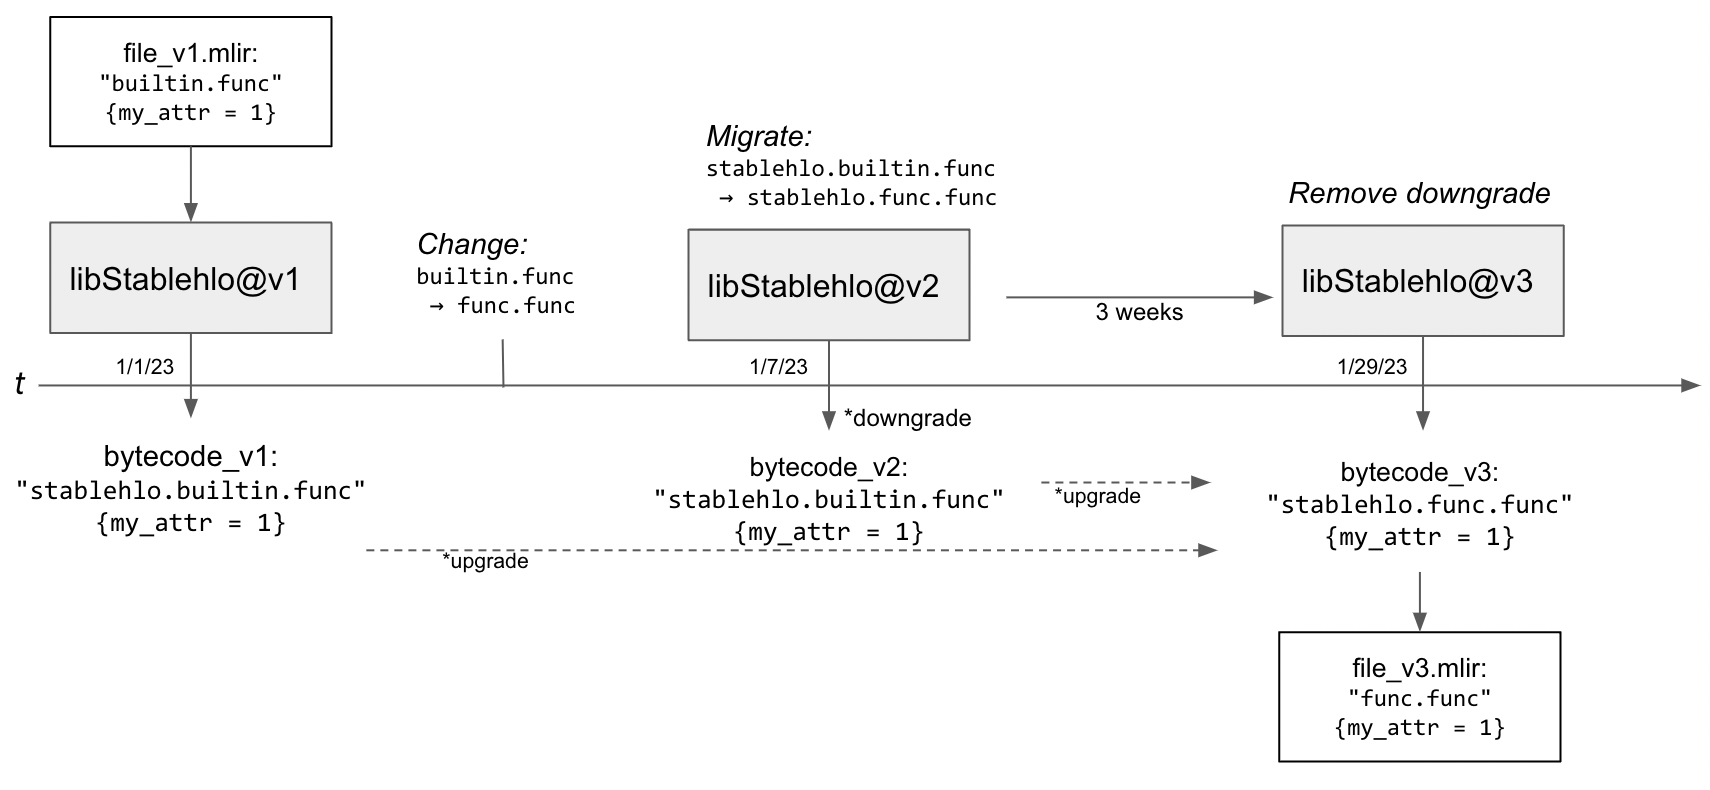 file_v1.mlir:
"builtin.func"
{my_attr = 1}
libStablehlo@v1
Change:
builtin.func
→ func.func
Migrate:
stablehlo.builtin.func
→ stablehlo.func.func
libStablehlo@v2
3 weeks
Remove downgrade
libStablehlo@v3
t
1/1/23
1/7/23
1/29/23
*downgrade
bytecode_v1:
"stablehlo.builtin.func"
{my_attr = 1}
*upgrade
bytecode_v2:
"stablehlo.builtin.func"
{my_attr = 1}
*upgrade
bytecode_v3:
"stablehlo.func.func"
{my_attr = 1}
file_v3.mlir:
"func.func"
{my_attr = 1}